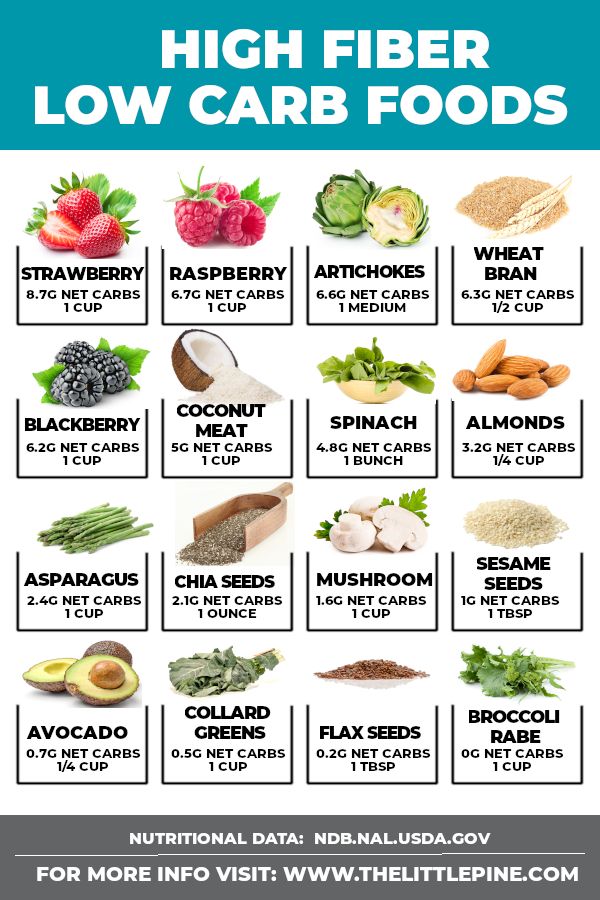 HIGH FIBER
LOW CARB FOODS
STRAWBERRY
8.7G NET CARBS
1 CUP
RASPBERRY
6.7G NET CARBS
1 CUP
ARTICHOKES
6.6G NET CARBS
1 MEDIUM
WHEAT
BRAN
6.3G NET CARBS
1/2 CUP
BLACKBERRY
6.2G NET CARBS
1 CUP
COCONUT
MEAT
5G NET CARBS
1 CUP
SPINACH
4.8G NET CARBS
1 BUNCH
ALMONDS
3.2G NET CARBS
1/4 CUP
ASPARAGUS
2.4G NET CARBS
1 CUP
CHIA SEEDS
2.1G NET CARBS
1 OUNCE
MUSHROOM
1.6G NET CARBS
1 CUP
SESAME
SEEDS
1G NET CARBS
1 TBSP
AVOCADO
0.7G NET CARBS
1/4 CUP
COLLARD
GREENS
0.5G NET CARBS
1 CUP
FLAX SEEDS
0.2G NET CARBS
1 TBSP
BROCCOLI
RABE
0G NET CARBS
1 CUP
NUTRITIONAL DATA: NDB.NAL.USDA.GOV
FOR MORE INFO VISIT: WWW.THELITTLEPINE.COM